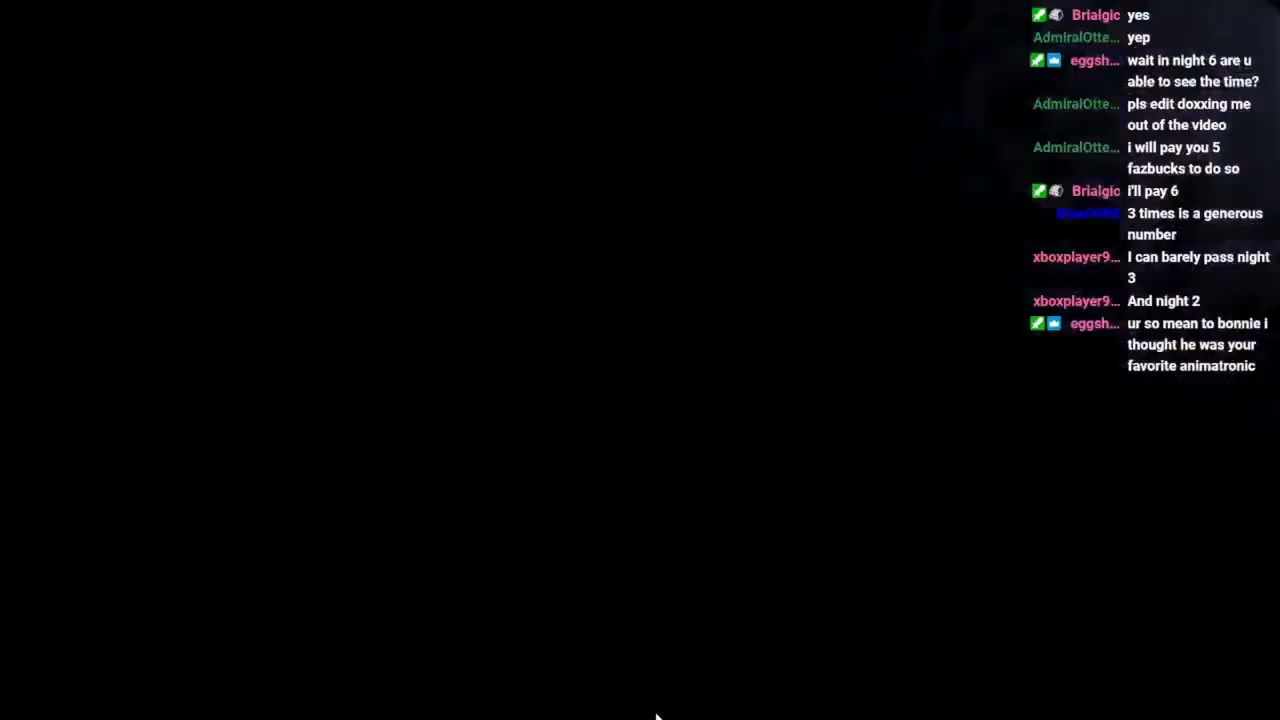 Brialgic yes
AdmiralOtte... yep
eggsh... wait in night 6 are u
able to see the time?
AdmiralOtte... pls edit doxxing me
out of the video
AdmiralOtte... i will pay you 5
fazbucks to do so
Brialgic i'll pay 6
3 times is a generous
number
xboxplayer9... I can barely pass night
3
xboxplayer9... And night 2
eggsh... ur so mean to bonnie i
thought he was your
favorite animatronic